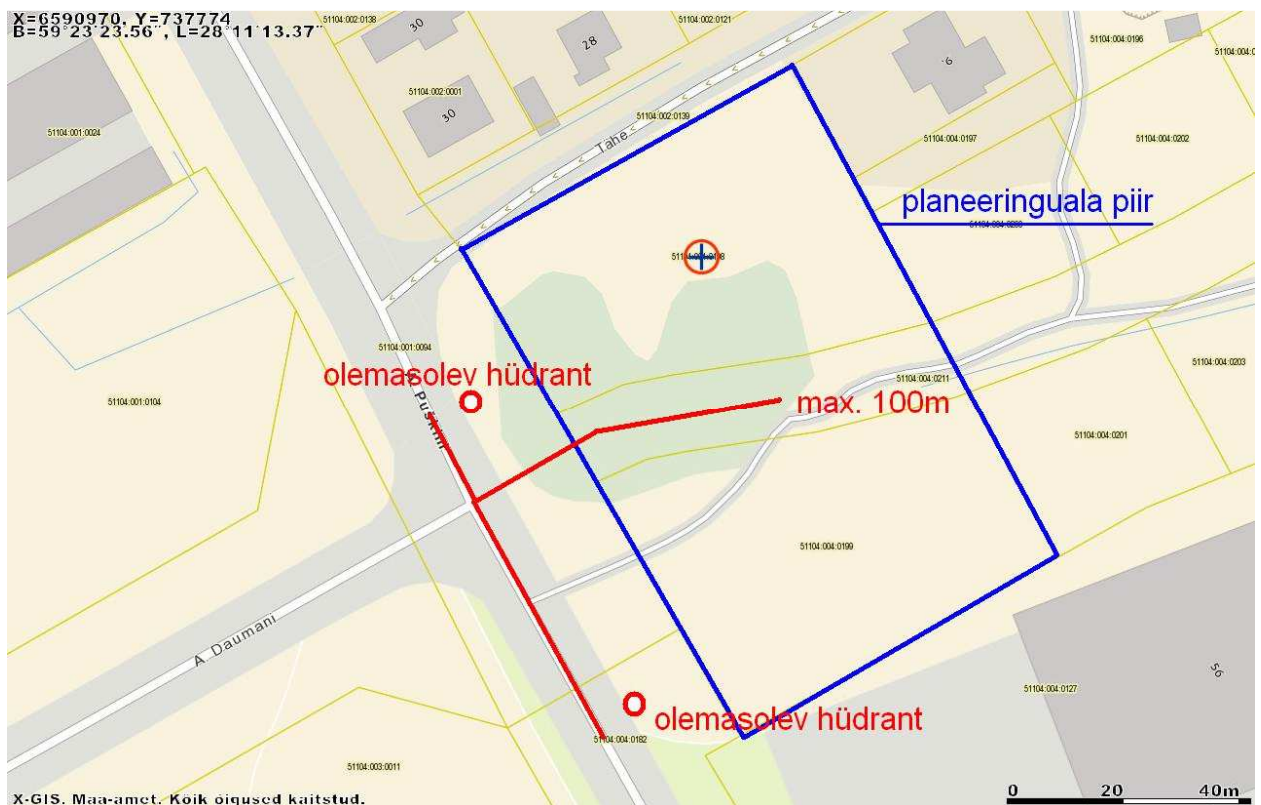 X=6590970, Y=737774
B=59°23'23.56", L=28°11'13.37"
51104:002:0138
30
28
51104:002:0121
51104:004:0196
51104:001:0024
51104:002:0001
30
51104:002:0139
Tähe
51104:004:0197
51104:004:0202
planeeringuala piir
51104:001:0094
olemasolev hüdrant
Puškini
51104:001:0104
51104:004:0211
51104:004:0203
max. 100m
51104:004:0201
51104:004:0199
A. Daumani
56
51104:004:0127
olemasolev hüdrant
51104:004:0182
51104:003:0011
X-GIS. Maa-amet. Kõik õigused kaitstud.
0 20 40m